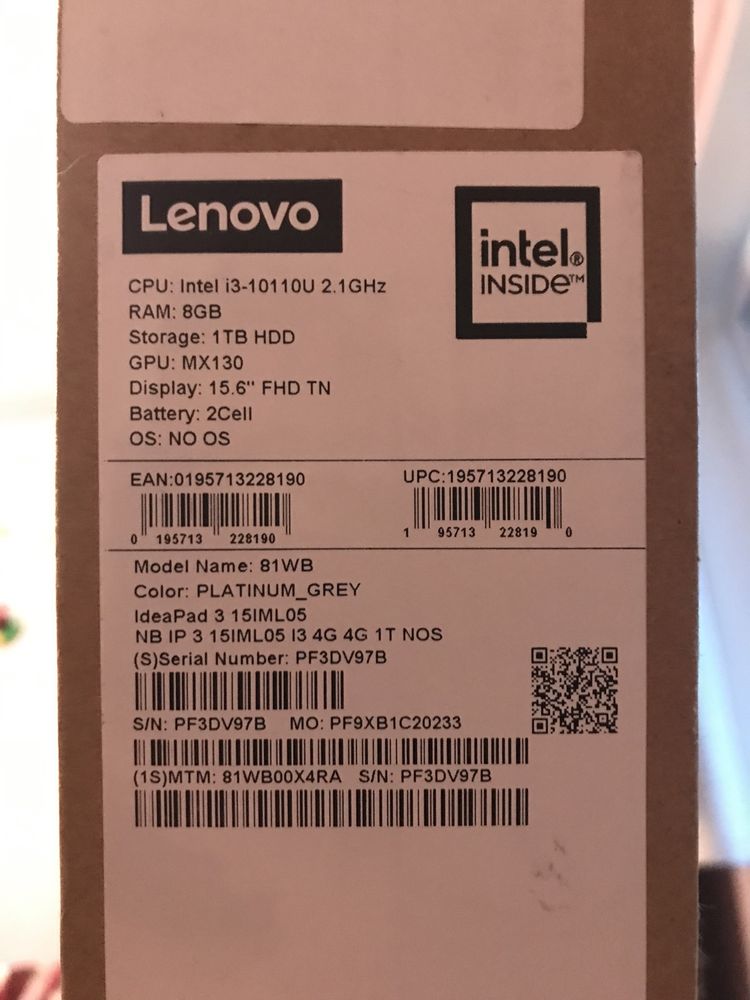 Lenovo
intel®
INSIDE™
CPU: Intel i3-10110U 2.1GHz
RAM: 8GB
Storage: 1TB HDD
GPU: MX130
Display: 15.6" FHD TN
Battery: 2Cell
OS: NO OS
EAN:0195713228190 UPC:195713228190
0 195713 228190 1 95713 22819 0
Model Name: 81WB
Color: PLATINUM_GREY
IdeaPad 3 15IML05
NB IP 3 15IML05 I3 4G 4G 1T NOS
(S)Serial Number: PF3DV97B
S/N: PF3DV97B MO: PF9XB1C20233
(1S)MTM: 81WB00X4RA S/N: PF3DV97B